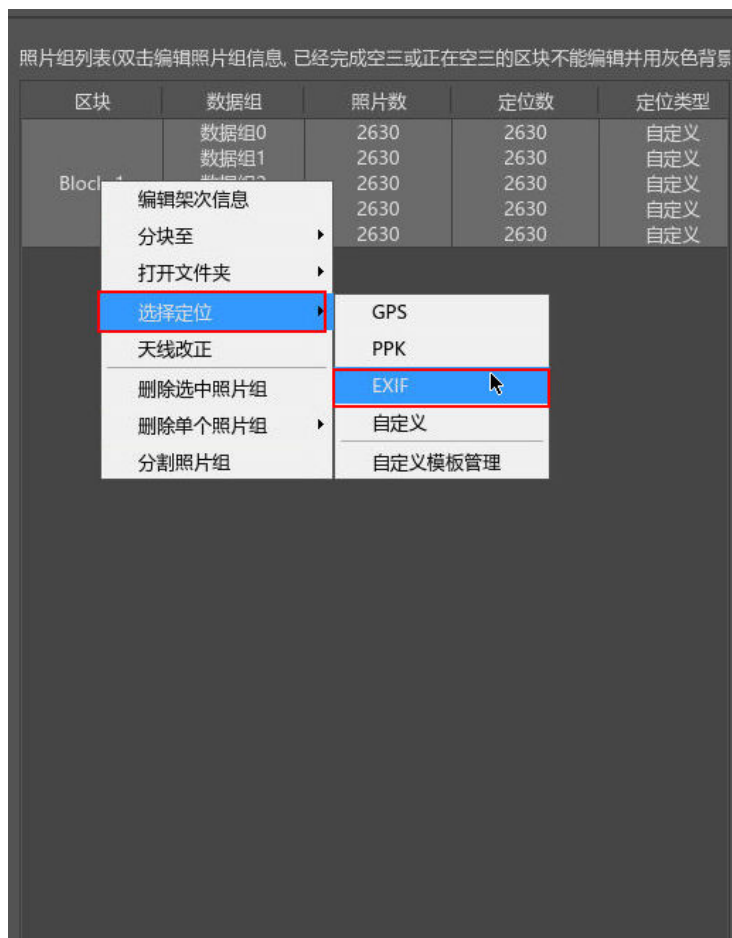 照片组列表(双击编辑照片组信息, 已经完成空三或正在空三的区块不能编辑并用灰色背景
区块 数据组 照片数 定位数 定位类型
数据组0 2630 2630 自定义
数据组1 2630 2630 自定义
2630 2630 自定义
2630 2630 自定义
2630 2630 自定义
编辑架次信息
分块至
打开文件夹
选择定位
天线改正
删除选中照片组
删除单个照片组
分割照片组
GPS
PPK
EXIF
自定义
自定义模板管理